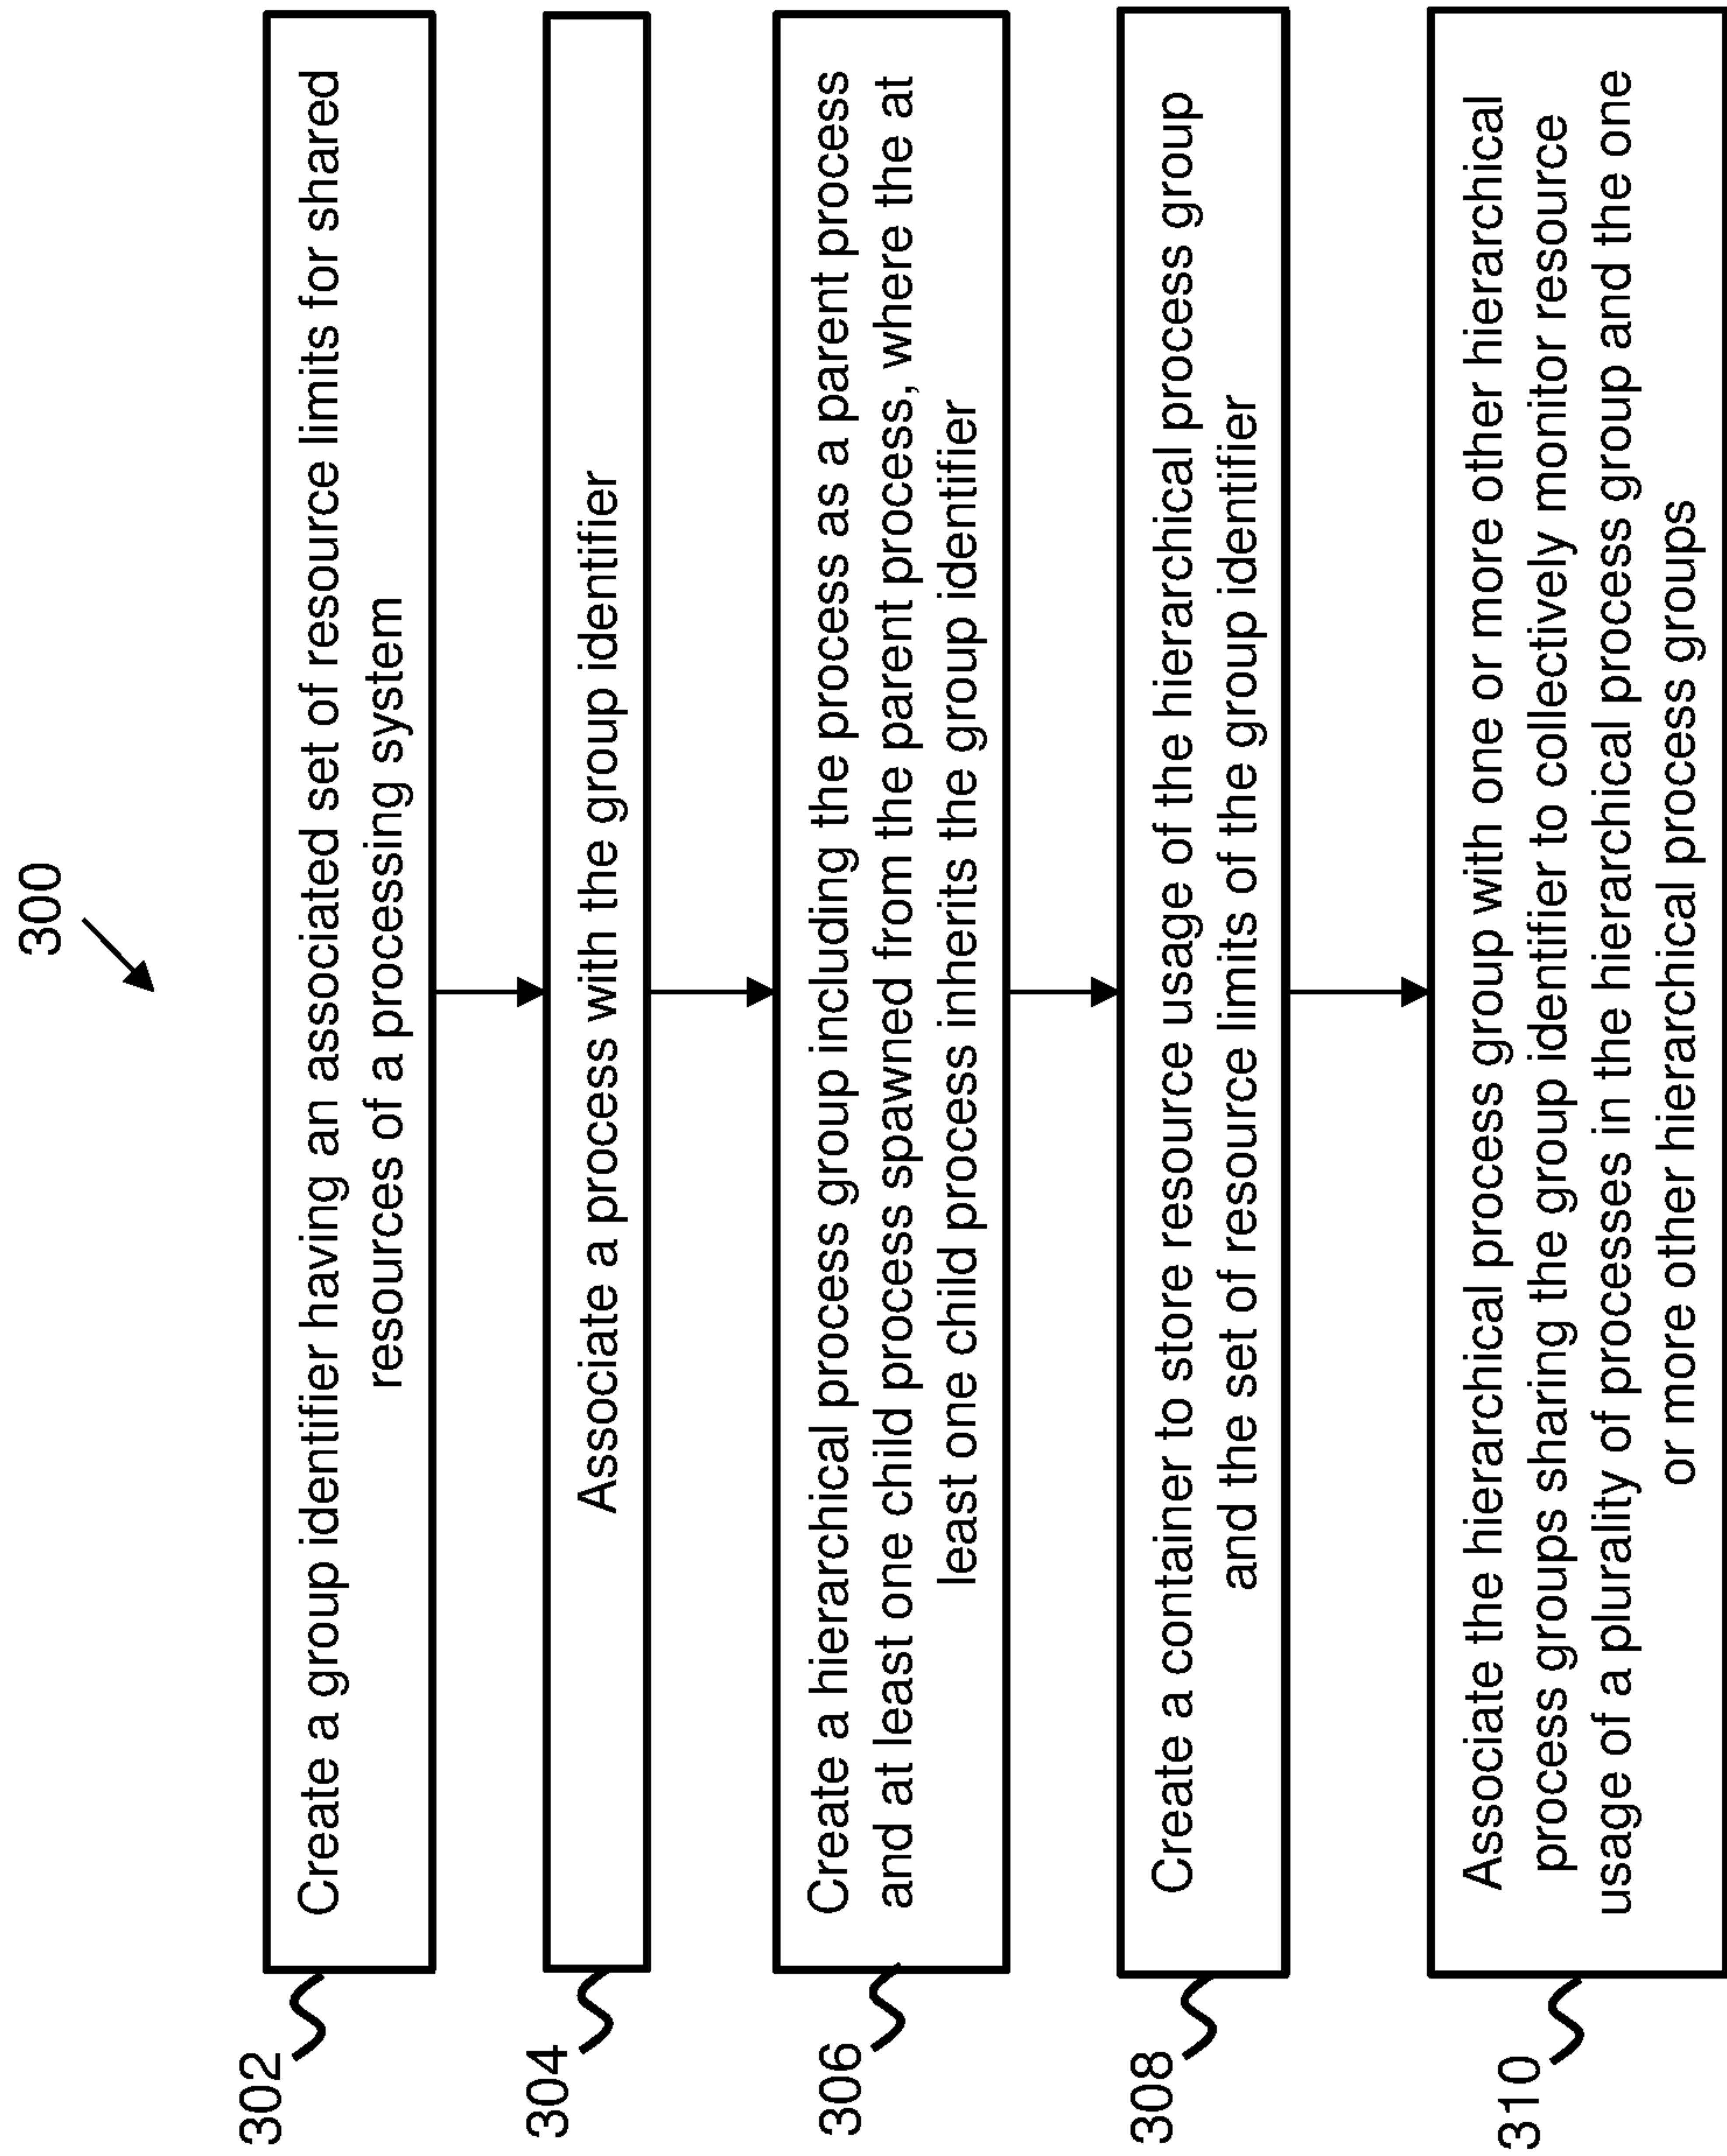 300
302
Create a group identifier having an associated set of resource limits for shared
resources of a processing system
304
Associate a process with the group identifier
306
Create a hierarchical process group including the process as a parent process
and at least one child process spawned from the parent process, where the at
least one child process inherits the group identifier
308
Create a container to store resource usage of the hierarchical process group
and the set of resource limits of the group identifier
310
Associate the hierarchical process group with one or more other hierarchical
process groups sharing the group identifier to collectively monitor resource
usage of a plurality of processes in the hierarchical process group and the one
or more other hierarchical process groups